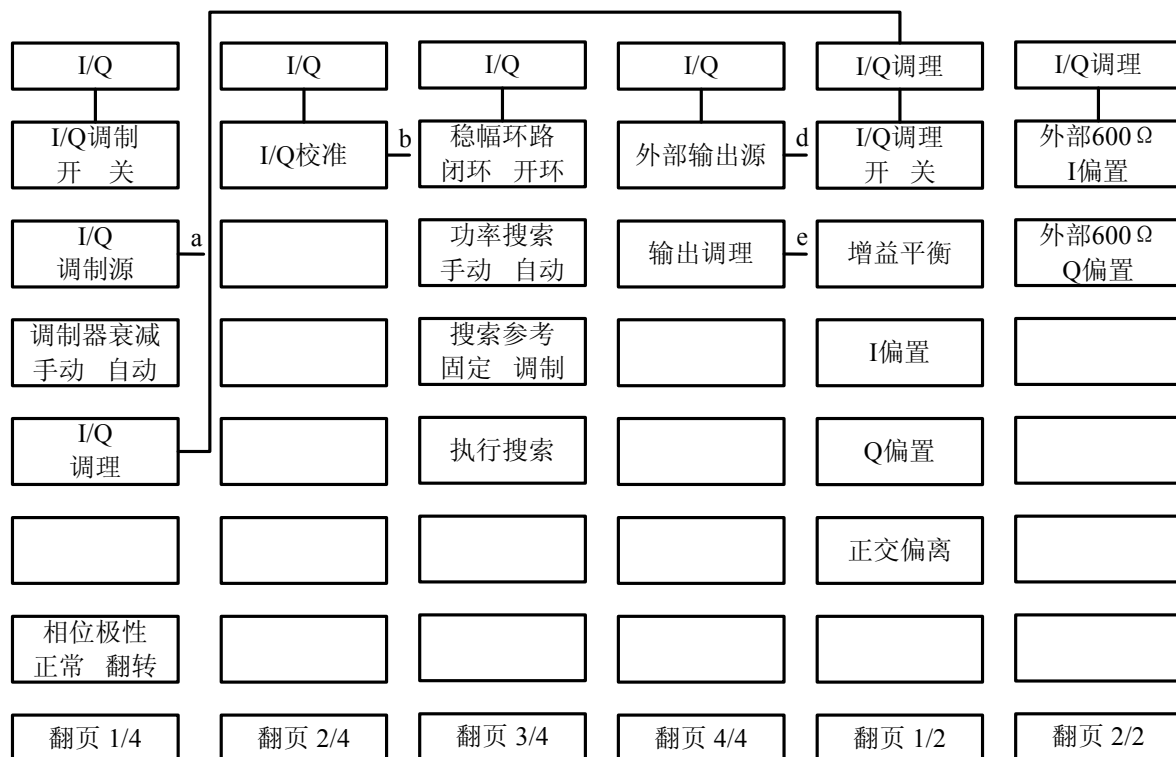 I/Q
I/Q
I/Q
I/Q
I/Q调理
I/Q调理
I/Q调制
开 关
I/Q校准
b
稳幅环路
闭环 开环
外部输出源
d
I/Q调理
开 关
外部600Ω
I偏置
I/Q
调制源
a
功率搜索
手动 自动
输出调理
e
增益平衡
外部600Ω
Q偏置
调制器衰减
手动 自动
搜索参考
固定 调制
I偏置
I/Q
调理
执行搜索
Q偏置
正交偏离
相位极性
正常 翻转
翻页 1/4
翻页 2/4
翻页 3/4
翻页 4/4
翻页 1/2
翻页 2/2